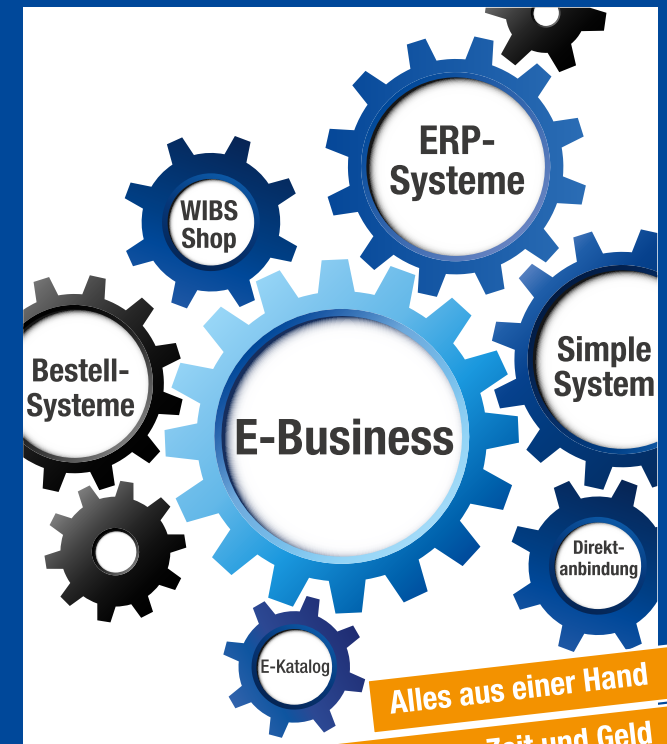 ERP-
Systeme
WIBS
Shop
Bestell-
Systeme
Simple
System
E-Business
Direkt-
anbindung
E-Katalog
Alles aus einer Hand
Zeit und Geld